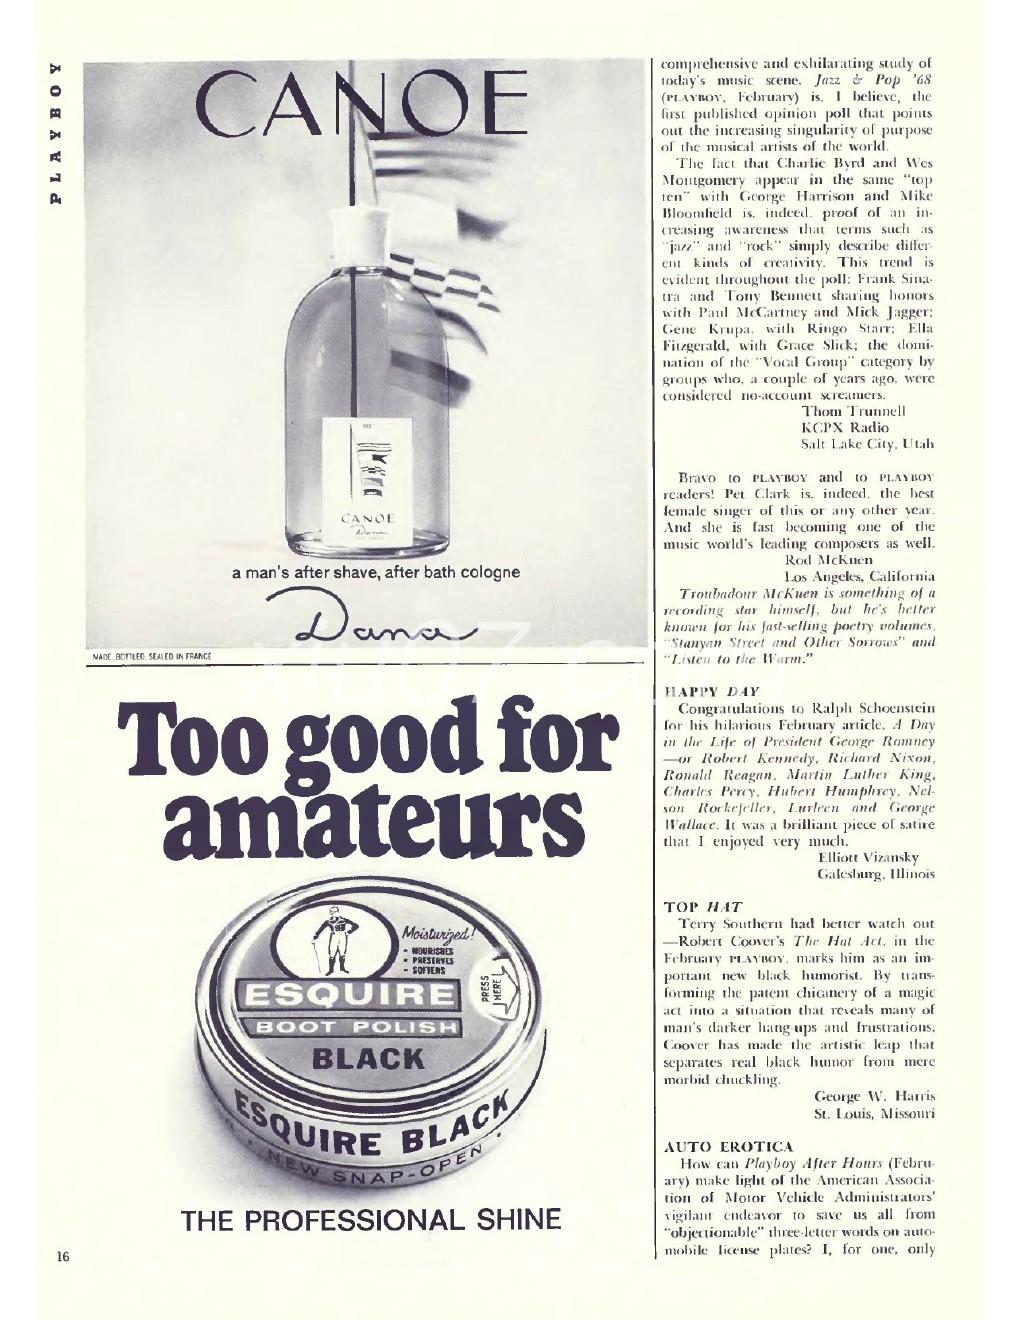 PLAYBOY
CANOE
CANOE
Dana
a man's after shave, after bath cologne
Dana
MADE, BOTTLED, SEALED IN FRANCE
Too good for
amateurs
Moisturized!
• NOURISHES
• PRESERVES
• SOFTENS
PRESS
HERE
ESQUIRE
BOOT POLISH
BLACK
ESQUIRE BLACK
• NEW SNAP-OPEN •
THE PROFESSIONAL SHINE
16
comprehensive and exhilarating study of
today's music scene. Jazz & Pop '68
(PLAYBOY, February) is, I believe, the
first published opinion poll that points
out the increasing singularity of purpose
of the musical artists of the world.
The fact that Charlie Byrd and Wes
Montgomery appear in the same "top
ten" with George Harrison and Mike
Bloomfield is, indeed, proof of an in-
creasing awareness that terms such as
"jazz" and "rock" simply describe differ-
ent kinds of creativity. This trend is
evident throughout the poll: Frank Sina-
tra and Tony Bennett sharing honors
with Paul McCartney and Mick Jagger;
Gene Krupa, with Ringo Starr; Ella
Fitzgerald, with Grace Slick; the domi-
nation of the "Vocal Group" category by
groups who, a couple of years ago, were
considered no-account screamers.
Thom Trunnell
KCPX Radio
Salt Lake City, Utah
Bravo to PLAYBOY and to PLAYBOY
readers! Pet Clark is, indeed, the best
female singer of this or any other year.
And she is fast becoming one of the
music world's leading composers as well.
Rod McKuen
Los Angeles, California
Troubadour McKuen is something of a
recording star himself, but he's better
known for his fast-selling poetry volumes,
"Stanyan Street and Other Sorrows" and
"Listen to the Warm."
HAPPY DAY
Congratulations to Ralph Schoenstein
for his hilarious February article, A Day
in the Life of President George Romney
—or Robert Kennedy, Richard Nixon,
Ronald Reagan, Martin Luther King,
Charles Percy, Hubert Humphrey, Nel-
son Rockefeller, Lurleen and George
Wallace. It was a brilliant piece of satire
that I enjoyed very much.
Elliott Vizansky
Galesburg, Illinois
TOP HAT
Terry Southern had better watch out
—Robert Coover's The Hat Act, in the
February PLAYBOY, marks him as an im-
portant new black humorist. By trans-
forming the patent chicanery of a magic
act into a situation that reveals many of
man's darker hang-ups and frustrations,
Coover has made the artistic leap that
separates real black humor from mere
morbid chuckling.
George W. Harris
St. Louis, Missouri
AUTO EROTICA
How can Playboy After Hours (Febru-
ary) make light of the American Associa-
tion of Motor Vehicle Administrators'
vigilant endeavor to save us all from
"objectionable" three-letter words on auto-
mobile license plates? I, for one, only